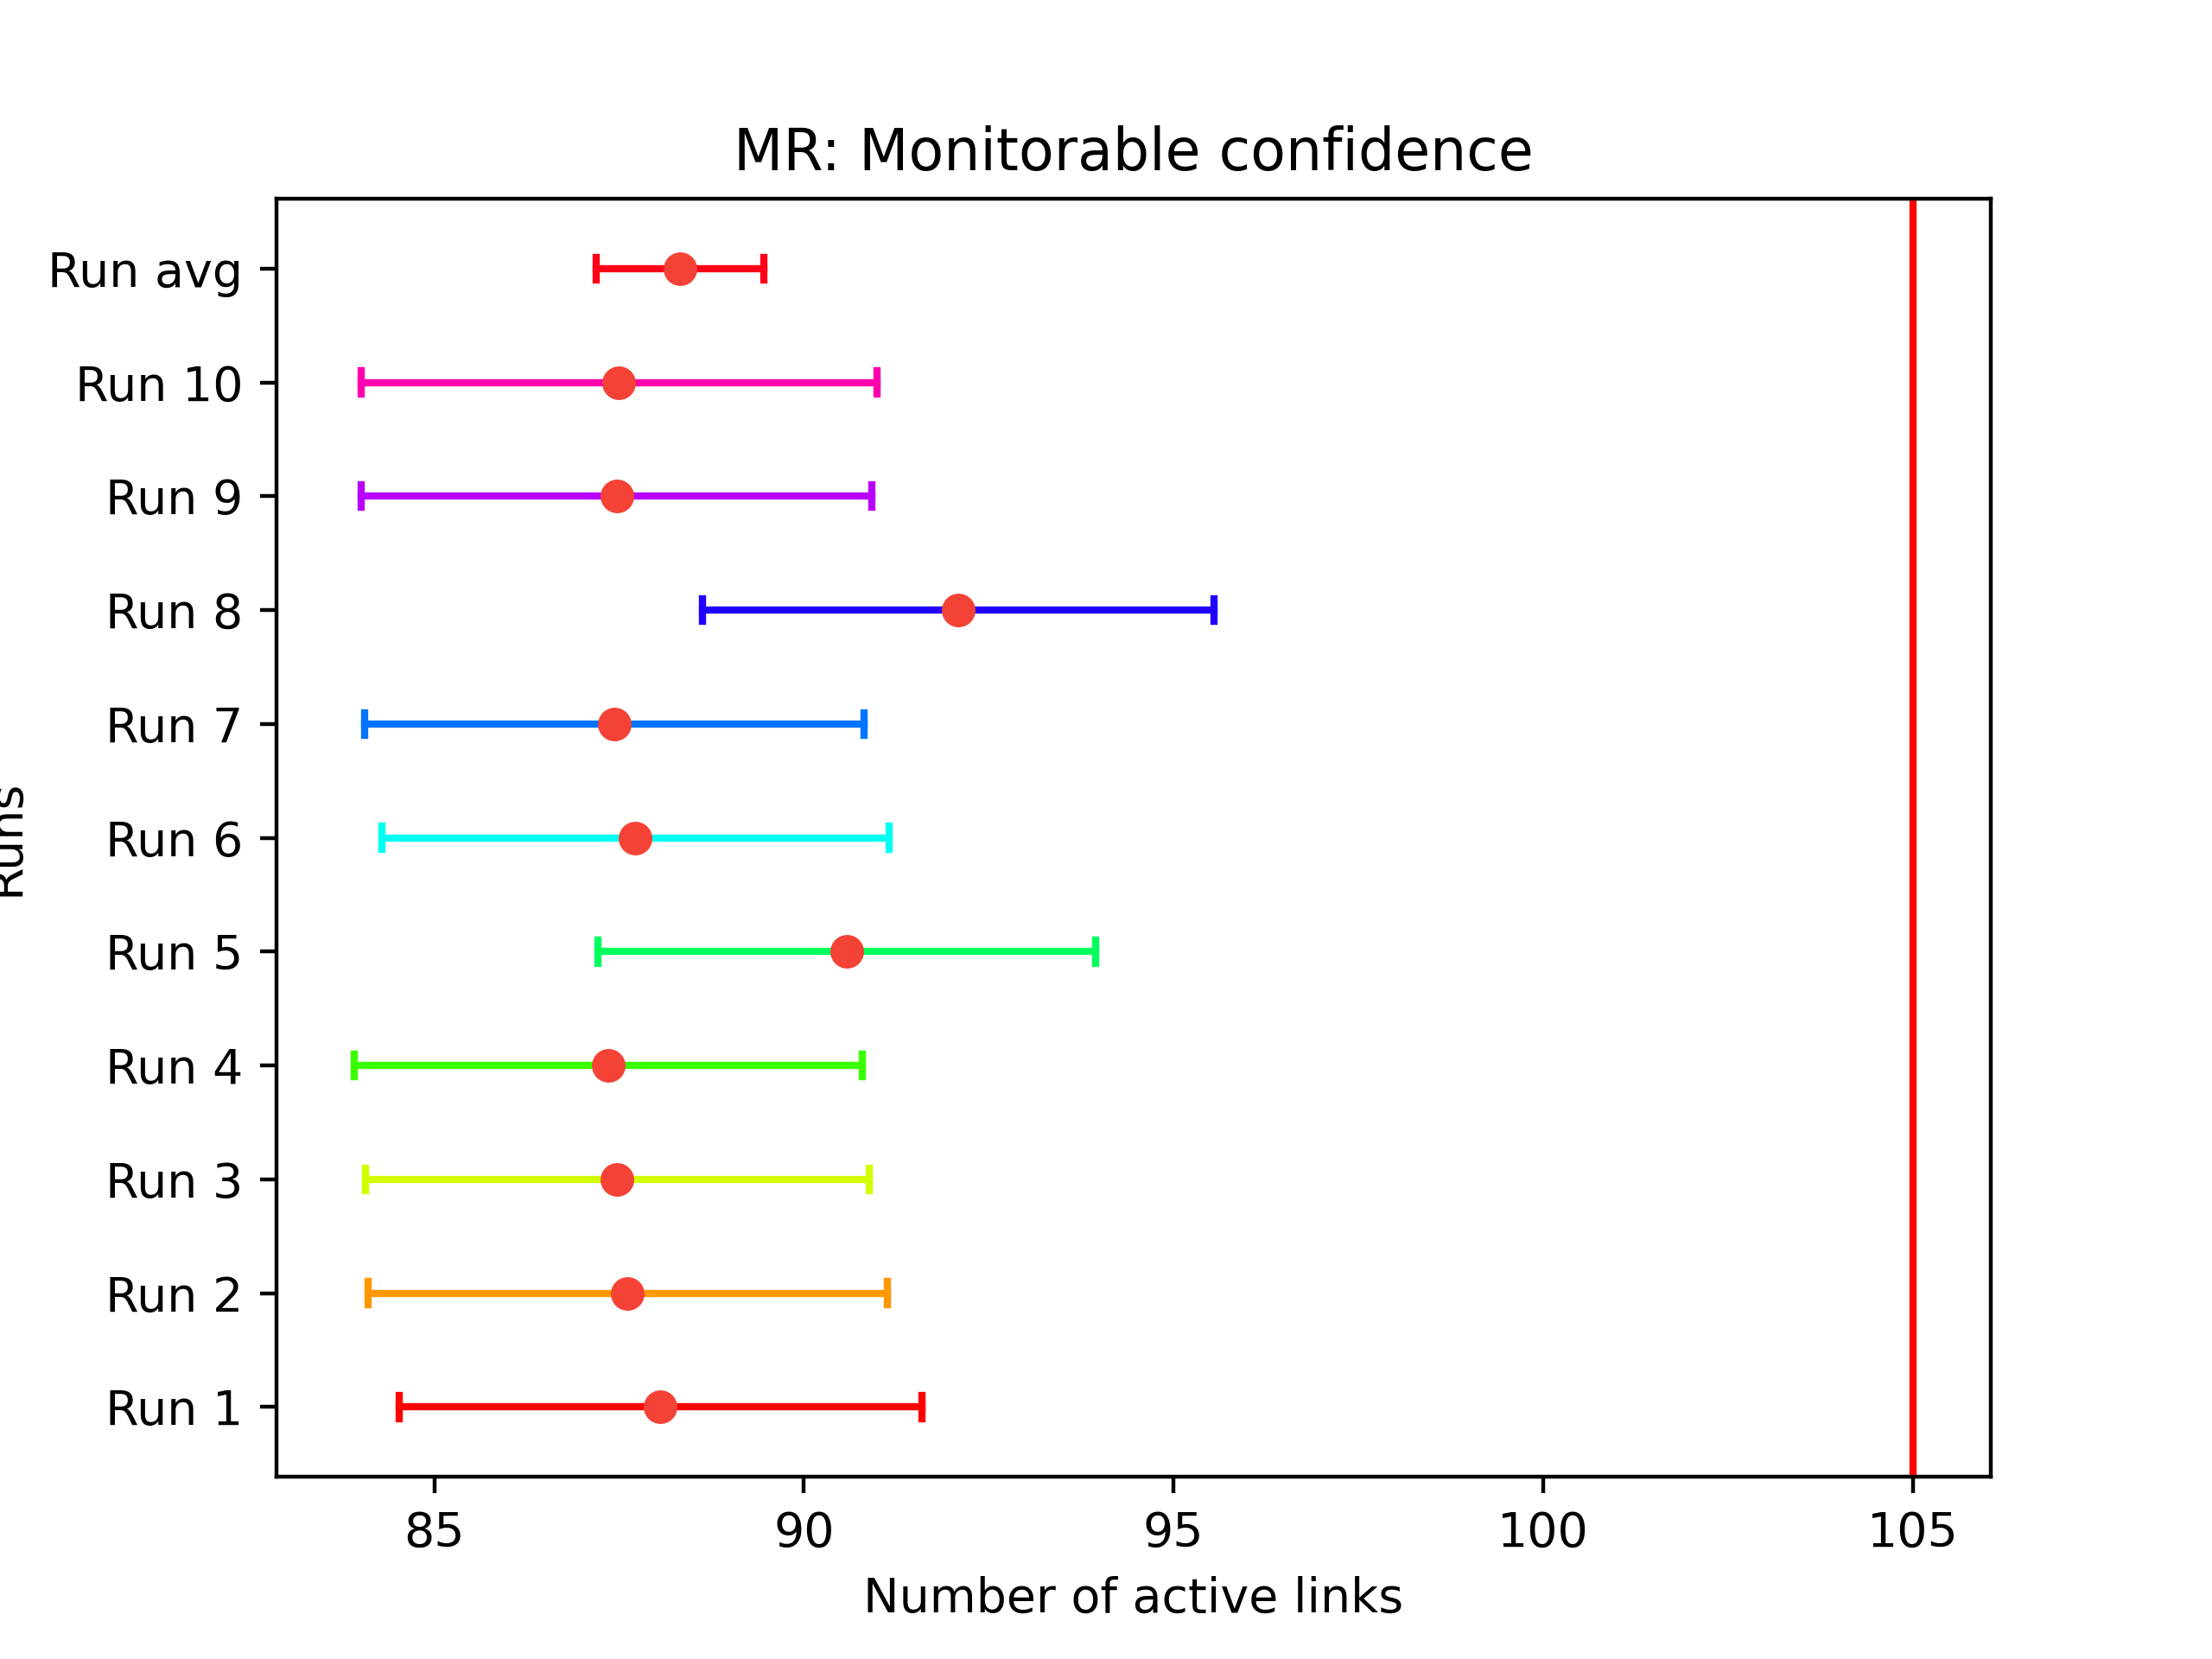 MR: Monitorable confidence
Run avg
Run 10
Run 9
Run 8
Run 7
Run 6
Run 5
Run 4
Run 3
Run 2
Run 1
Runs
85 90 95 100 105
Number of active links